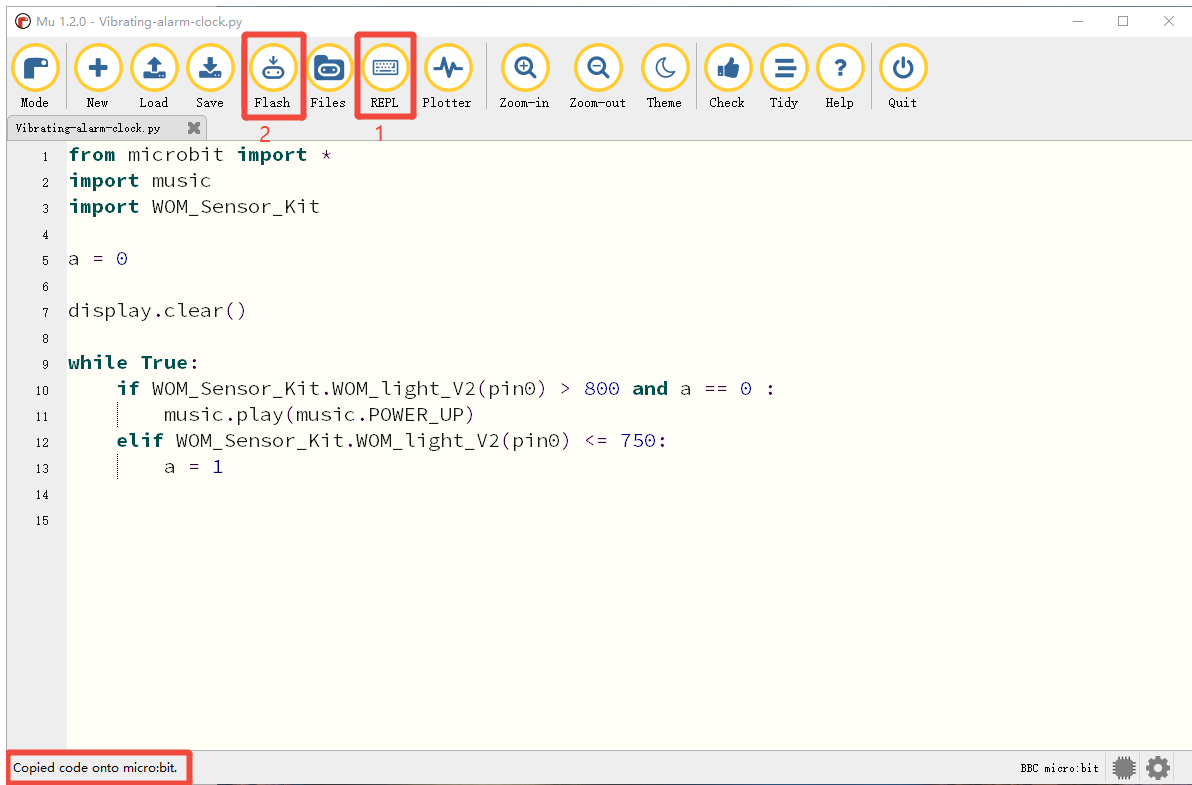 Mu 1.2.0 - Vibrating-alarm-clock.py
Mode New Load Save Flash Files REPL Plotter Zoom-in Zoom-out Theme Check Tidy Help Quit
2 1
Vibrating-alarm-clock.py
1 from microbit import *
2 import music
3 import WOM_Sensor_Kit
4
5 a = 0
6
7 display.clear()
8
9 while True:
10     if WOM_Sensor_Kit.WOM_light_V2(pin0) > 800 and a == 0 :
11         music.play(music.POWER_UP)
12     elif WOM_Sensor_Kit.WOM_light_V2(pin0) <= 750:
13         a = 1
14
15
Copied code onto micro:bit. BBC micro:bit